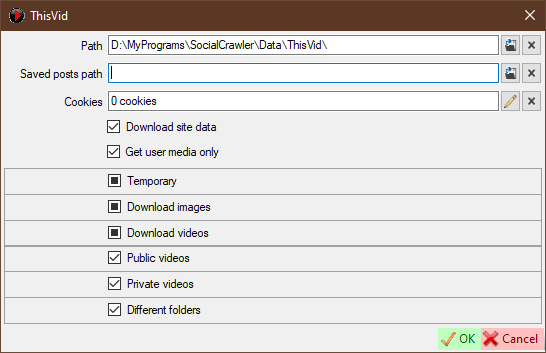 ThisVid
Path D:\MyPrograms\SocialCrawler\Data\ThisVid\
Saved posts path
Cookies 0 cookies
Download site data
Get user media only
Temporary
Download images
Download videos
Public videos
Private videos
Different folders
OK Cancel